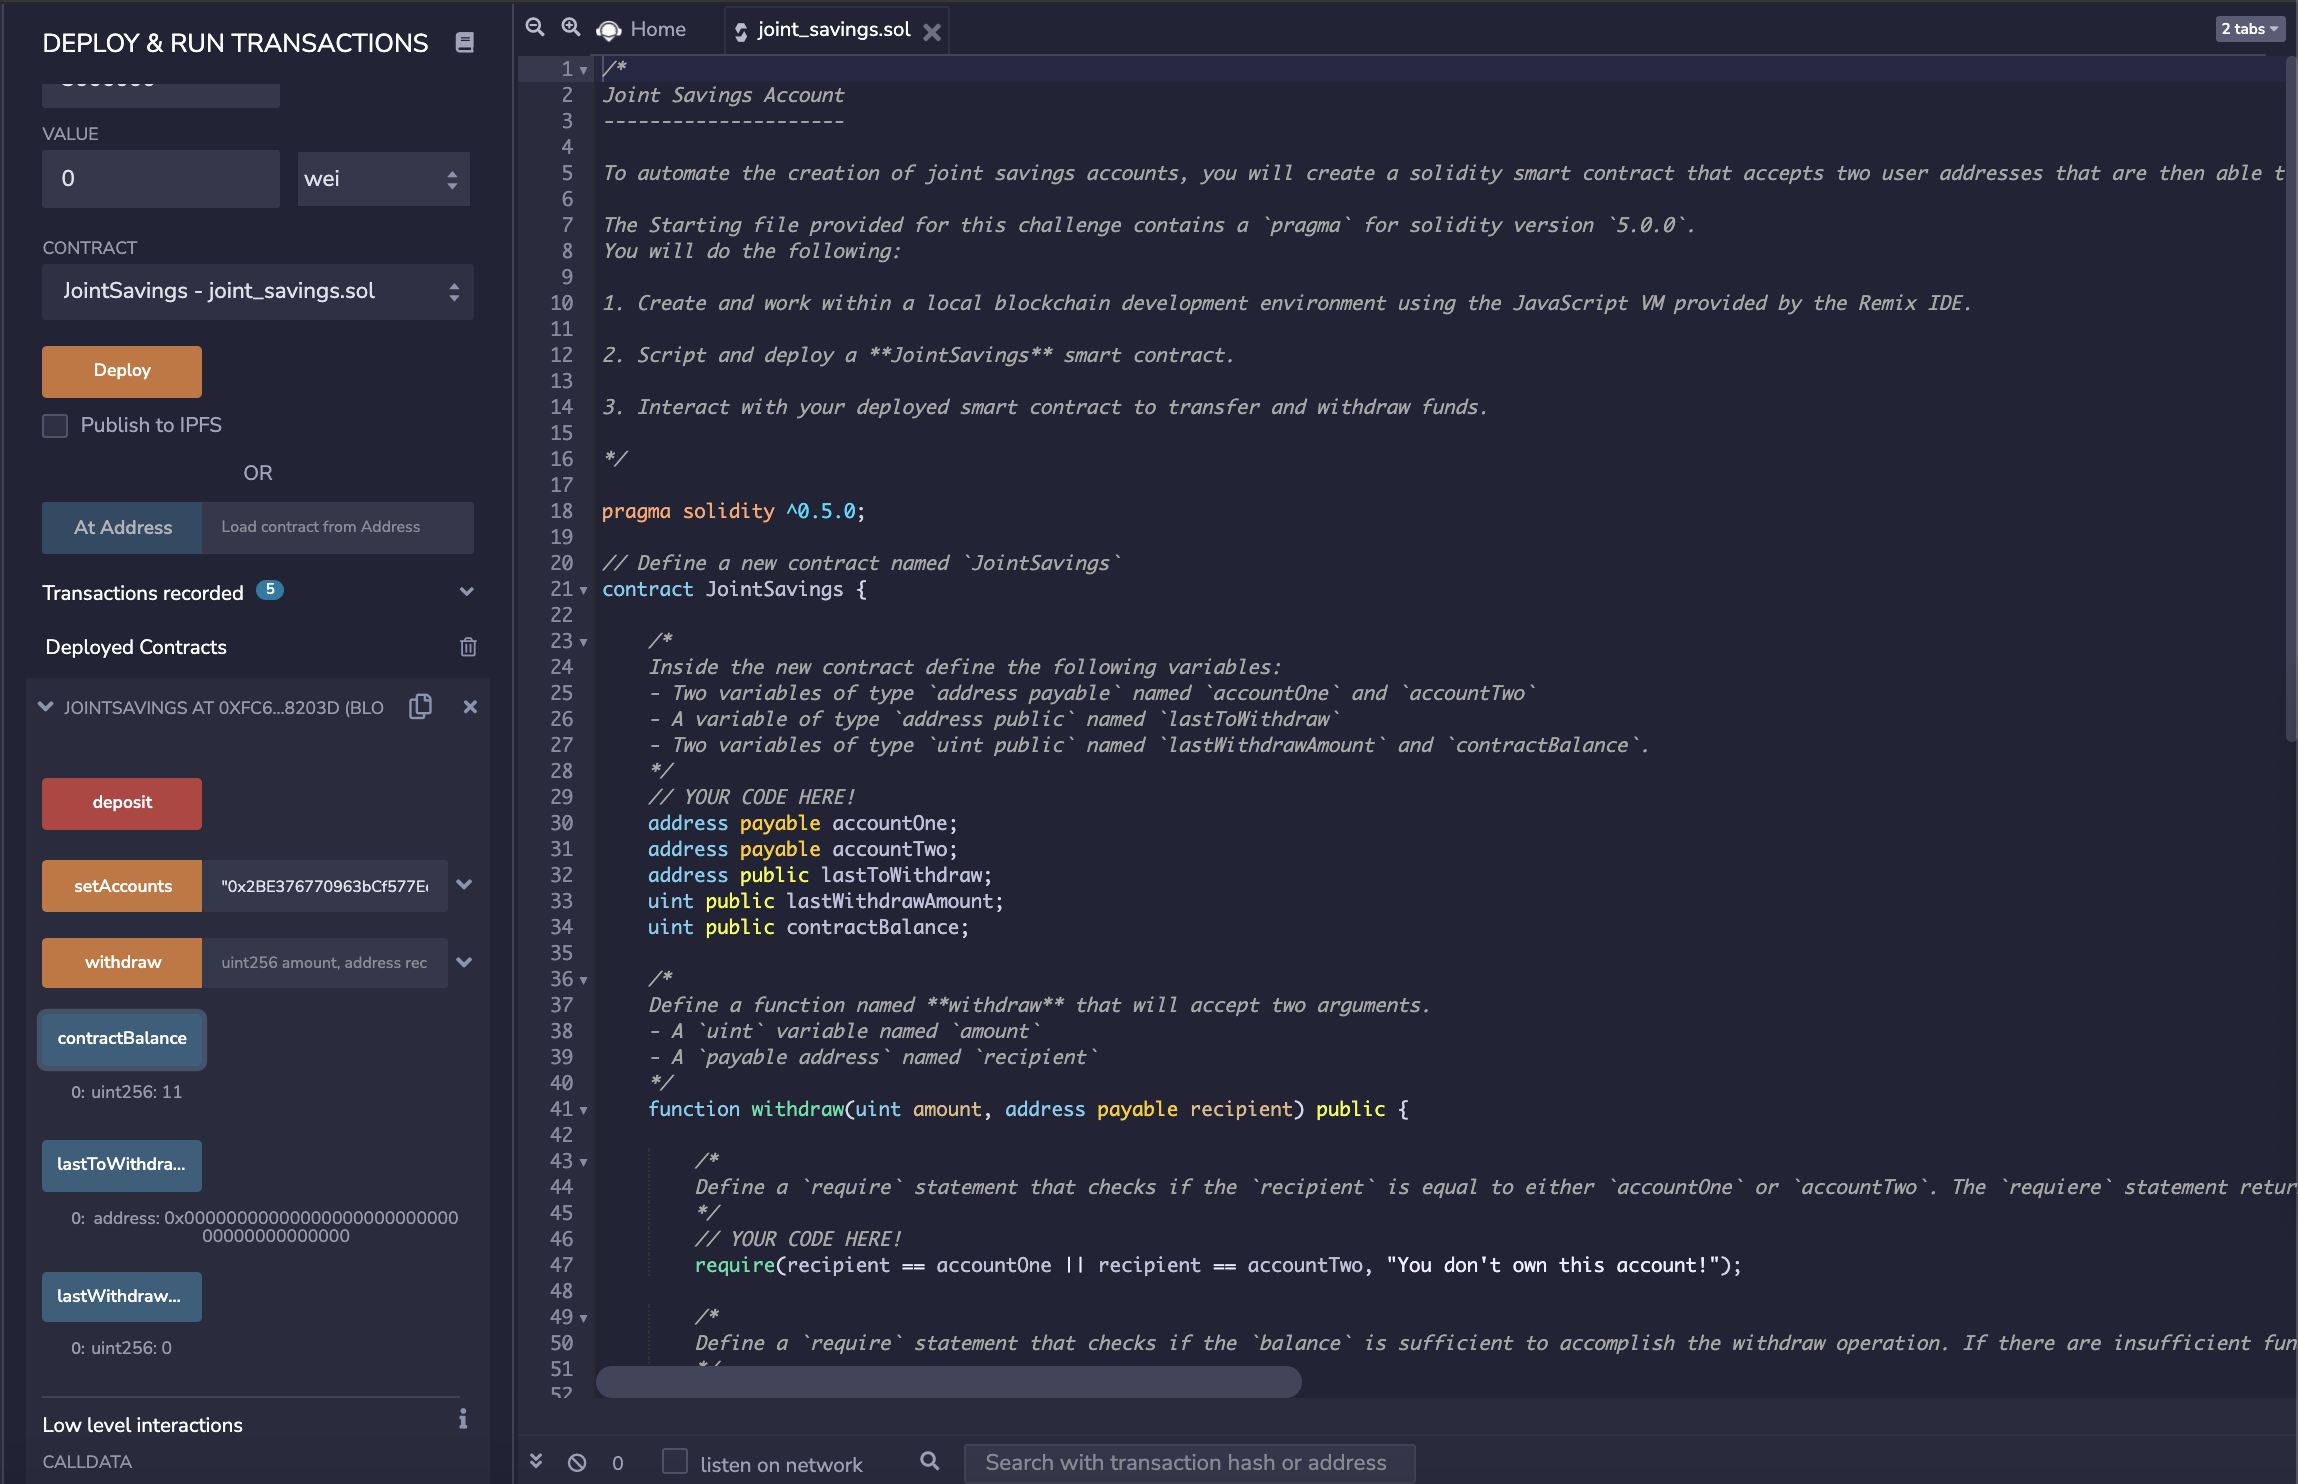 DEPLOY & RUN TRANSACTIONS
VALUE
0
wei
CONTRACT
JointSavings - joint_savings.sol
Deploy
Publish to IPFS
OR
At Address
Load contract from Address
Transactions recorded 5
Deployed Contracts
JOINTSAVINGS AT 0XFC6...8203D (BLO
deposit
setAccounts
"0x2BE376770963bCf577E
withdraw
uint256 amount, address rec
contractBalance
0: uint256: 11
lastToWithdra...
0: address: 0x00000000000000000000000000
00000000000000
lastWithdraw...
0: uint256: 0
Low level interactions
CALLDATA
Home
joint_savings.sol
2 tabs
1 /*
2 Joint Savings Account
3 ---------------------
4
5 To automate the creation of joint savings accounts, you will create a solidity smart contract that accepts two user addresses that are then able t
6
7 The Starting file provided for this challenge contains a `pragma` for solidity version `5.0.0`.
8 You will do the following:
9
10 1. Create and work within a local blockchain development environment using the JavaScript VM provided by the Remix IDE.
11
12 2. Script and deploy a **JointSavings** smart contract.
13
14 3. Interact with your deployed smart contract to transfer and withdraw funds.
15
16 */
17
18 pragma solidity ^0.5.0;
19
20 // Define a new contract named `JointSavings`
21 contract JointSavings {
22
23 /*
24 Inside the new contract define the following variables:
25 - Two variables of type `address payable` named `accountOne` and `accountTwo`
26 - A variable of type `address public` named `lastToWithdraw`
27 - Two variables of type `uint public` named `lastWithdrawAmount` and `contractBalance`.
28 */
29 // YOUR CODE HERE!
30 address payable accountOne;
31 address payable accountTwo;
32 address public lastToWithdraw;
33 uint public lastWithdrawAmount;
34 uint public contractBalance;
35
36 /*
37 Define a function named **withdraw** that will accept two arguments.
38 - A `uint` variable named `amount`
39 - A `payable address` named `recipient`
40 */
41 function withdraw(uint amount, address payable recipient) public {
42
43 /*
44 Define a `require` statement that checks if the `recipient` is equal to either `accountOne` or `accountTwo`. The `requiere` statement retur
45 */
46 // YOUR CODE HERE!
47 require(recipient == accountOne || recipient == accountTwo, "You don't own this account!");
48
49 /*
50 Define a `require` statement that checks if the `balance` is sufficient to accomplish the withdraw operation. If there are insufficient fun
51 */
52
0
listen on network
Search with transaction hash or address